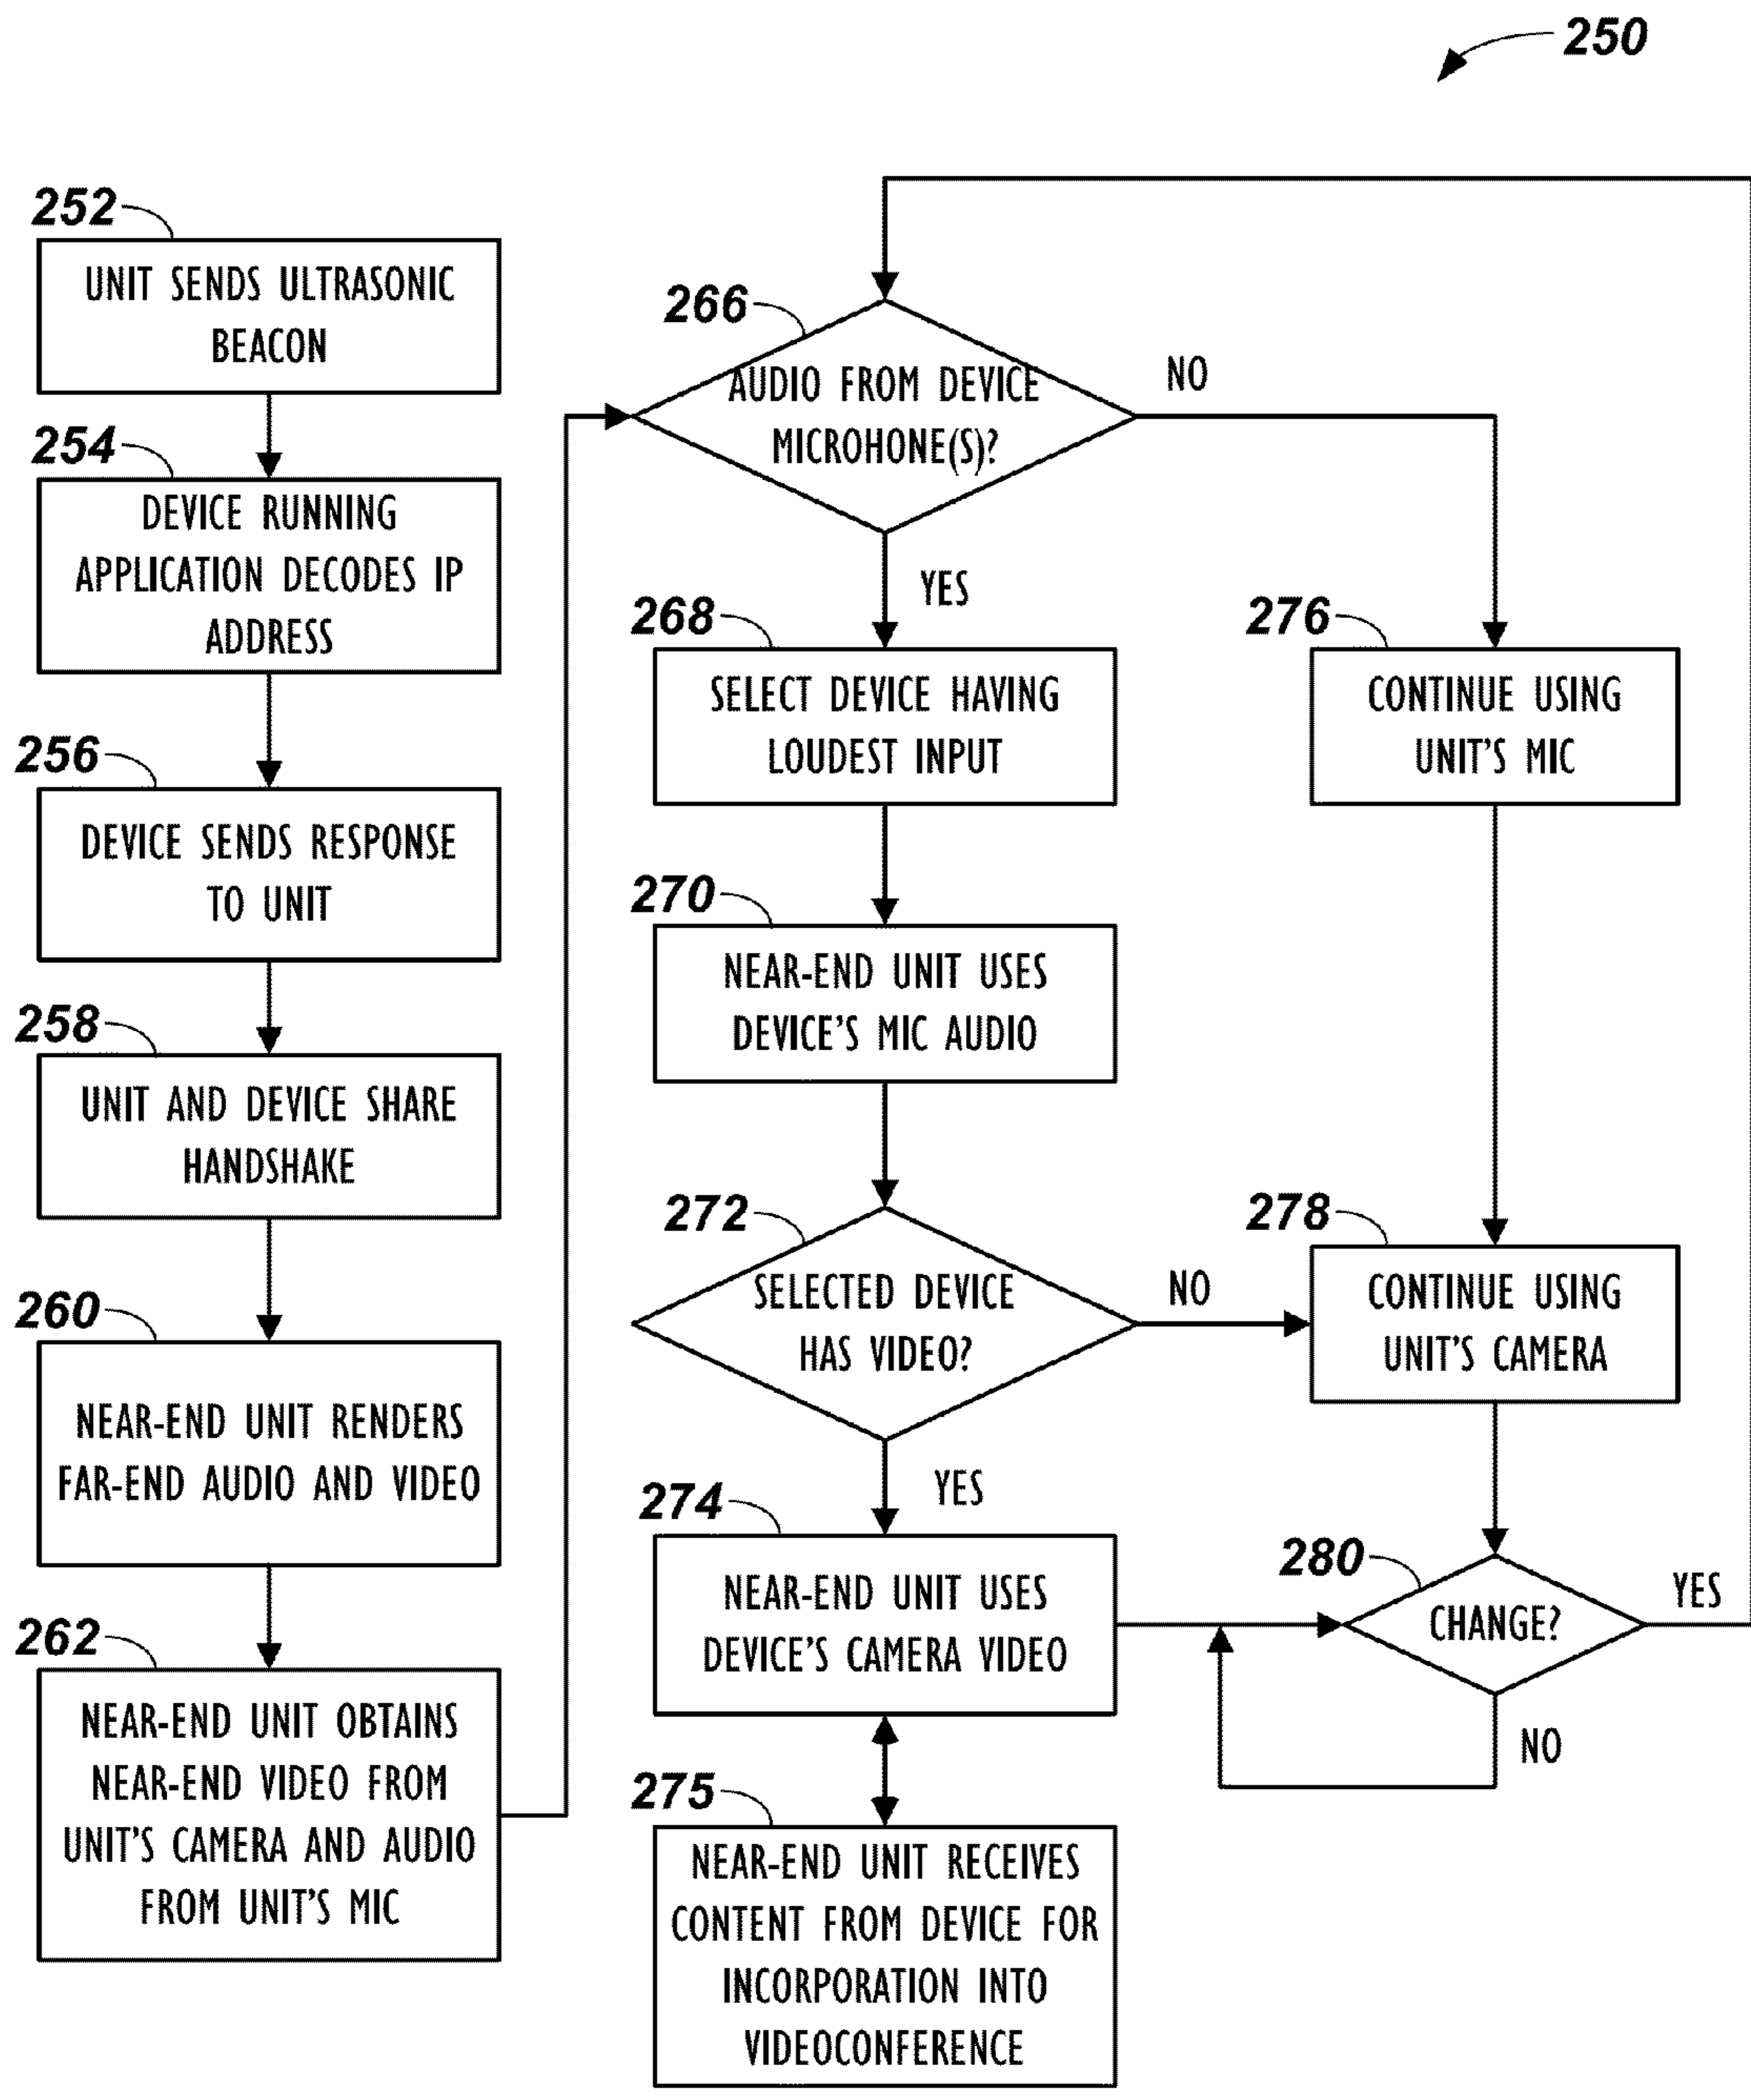 250
252
UNIT SENDS ULTRASONIC
BEACON
254
DEVICE RUNNING
APPLICATION DECODES IP
ADDRESS
256
DEVICE SENDS RESPONSE
TO UNIT
258
UNIT AND DEVICE SHARE
HANDSHAKE
260
NEAR-END UNIT RENDERS
FAR-END AUDIO AND VIDEO
262
NEAR-END UNIT OBTAINS
NEAR-END VIDEO FROM
UNIT'S CAMERA AND AUDIO
FROM UNIT'S MIC
266
AUDIO FROM DEVICE
MICROHONE(S)?
NO
YES
268
SELECT DEVICE HAVING
LOUDEST INPUT
270
NEAR-END UNIT USES
DEVICE'S MIC AUDIO
272
SELECTED DEVICE
HAS VIDEO?
NO
YES
274
NEAR-END UNIT USES
DEVICE'S CAMERA VIDEO
275
NEAR-END UNIT RECEIVES
CONTENT FROM DEVICE FOR
INCORPORATION INTO
VIDEOCONFERENCE
276
CONTINUE USING
UNIT'S MIC
278
CONTINUE USING
UNIT'S CAMERA
280
CHANGE?
YES
NO